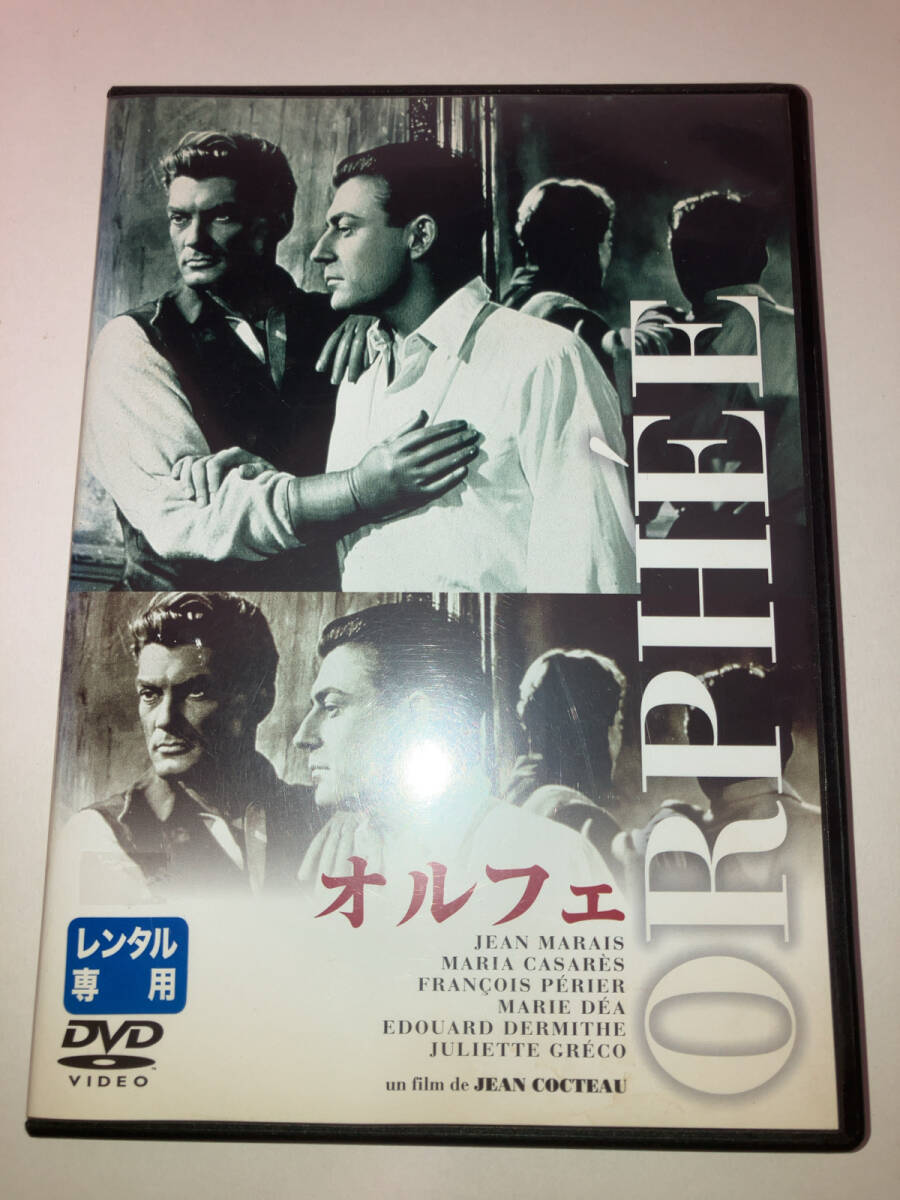 ORPHÉE
オルフェ
JEAN MARAIS
MARIA CASARÈS
FRANÇOIS PÉRIER
MARIE DÉA
EDOUARD DERMITHE
JULIETTE GRÉCO
un film de JEAN COCTEAU
レンタル
専用
DVD
VIDEO